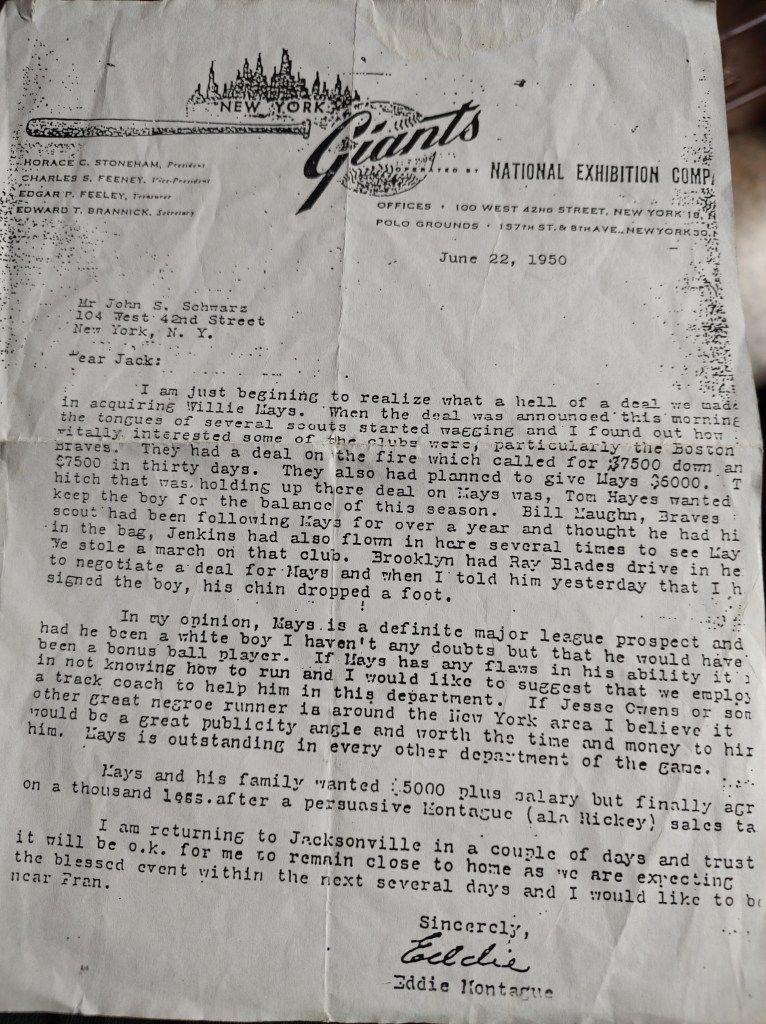 NEW YORK
Giants
OPERATED BY NATIONAL EXHIBITION COMP
HORACE C. STONEHAM, President
CHARLES S. FEENEY, Vice-President
EDGAR P. FEELEY, Treasurer
EDWARD T. BRANNICK, Secretary
OFFICES • 100 WEST 42ND STREET, NEW YORK 18, N
POLO GROUNDS • 157TH ST. & 8TH AVE., NEW YORK 30,
June 22, 1950
Mr John S. Schwarz
104 West 42nd Street
New York, N. Y.
Dear Jack:
I am just begining to realize what a hell of a deal we made
in acquiring Willie Mays. When the deal was announced this morning
the tongues of several scouts started wagging and I found out how
vitally interested some of the clubs were, particularly the Boston
Braves. They had a deal on the fire which called for $7500 down an
$7500 in thirty days. They also had planned to give Mays $6000. T
hitch that was holding up there deal on Mays was, Tom Hayes wanted
keep the boy for the balance of this season. Bill Maughn, Braves
scout had been following Mays for over a year and thought he had hi
in the bag, Jenkins had also flown in here several times to see May
We stole a march on that club. Brooklyn had Ray Blades drive in he
to negotiate a deal for Mays and when I told him yesterday that I h
signed the boy, his chin dropped a foot.
In my opinion, Mays is a definite major league prospect and
had he been a white boy I haven't any doubts but that he would have
been a bonus ball player. If Mays has any flaws in his ability it
in not knowing how to run and I would like to suggest that we employ
a track coach to help him in this department. If Jesse Owens or som
other great negroe runner is around the New York area I believe it
would be a great publicity angle and worth the time and money to hir
him. Mays is outstanding in every other department of the game.
Mays and his family wanted $5000 plus salary but finally agr
on a thousand less.after a persuasive Montague (ala Rickey) sales ta
I am returning to Jacksonville in a couple of days and trust
it will be o.k. for me to remain close to home as we are expecting
the blessed event within the next several days and I would like to be
near Fran.
Sincerely,
Eddie
Eddie Montague